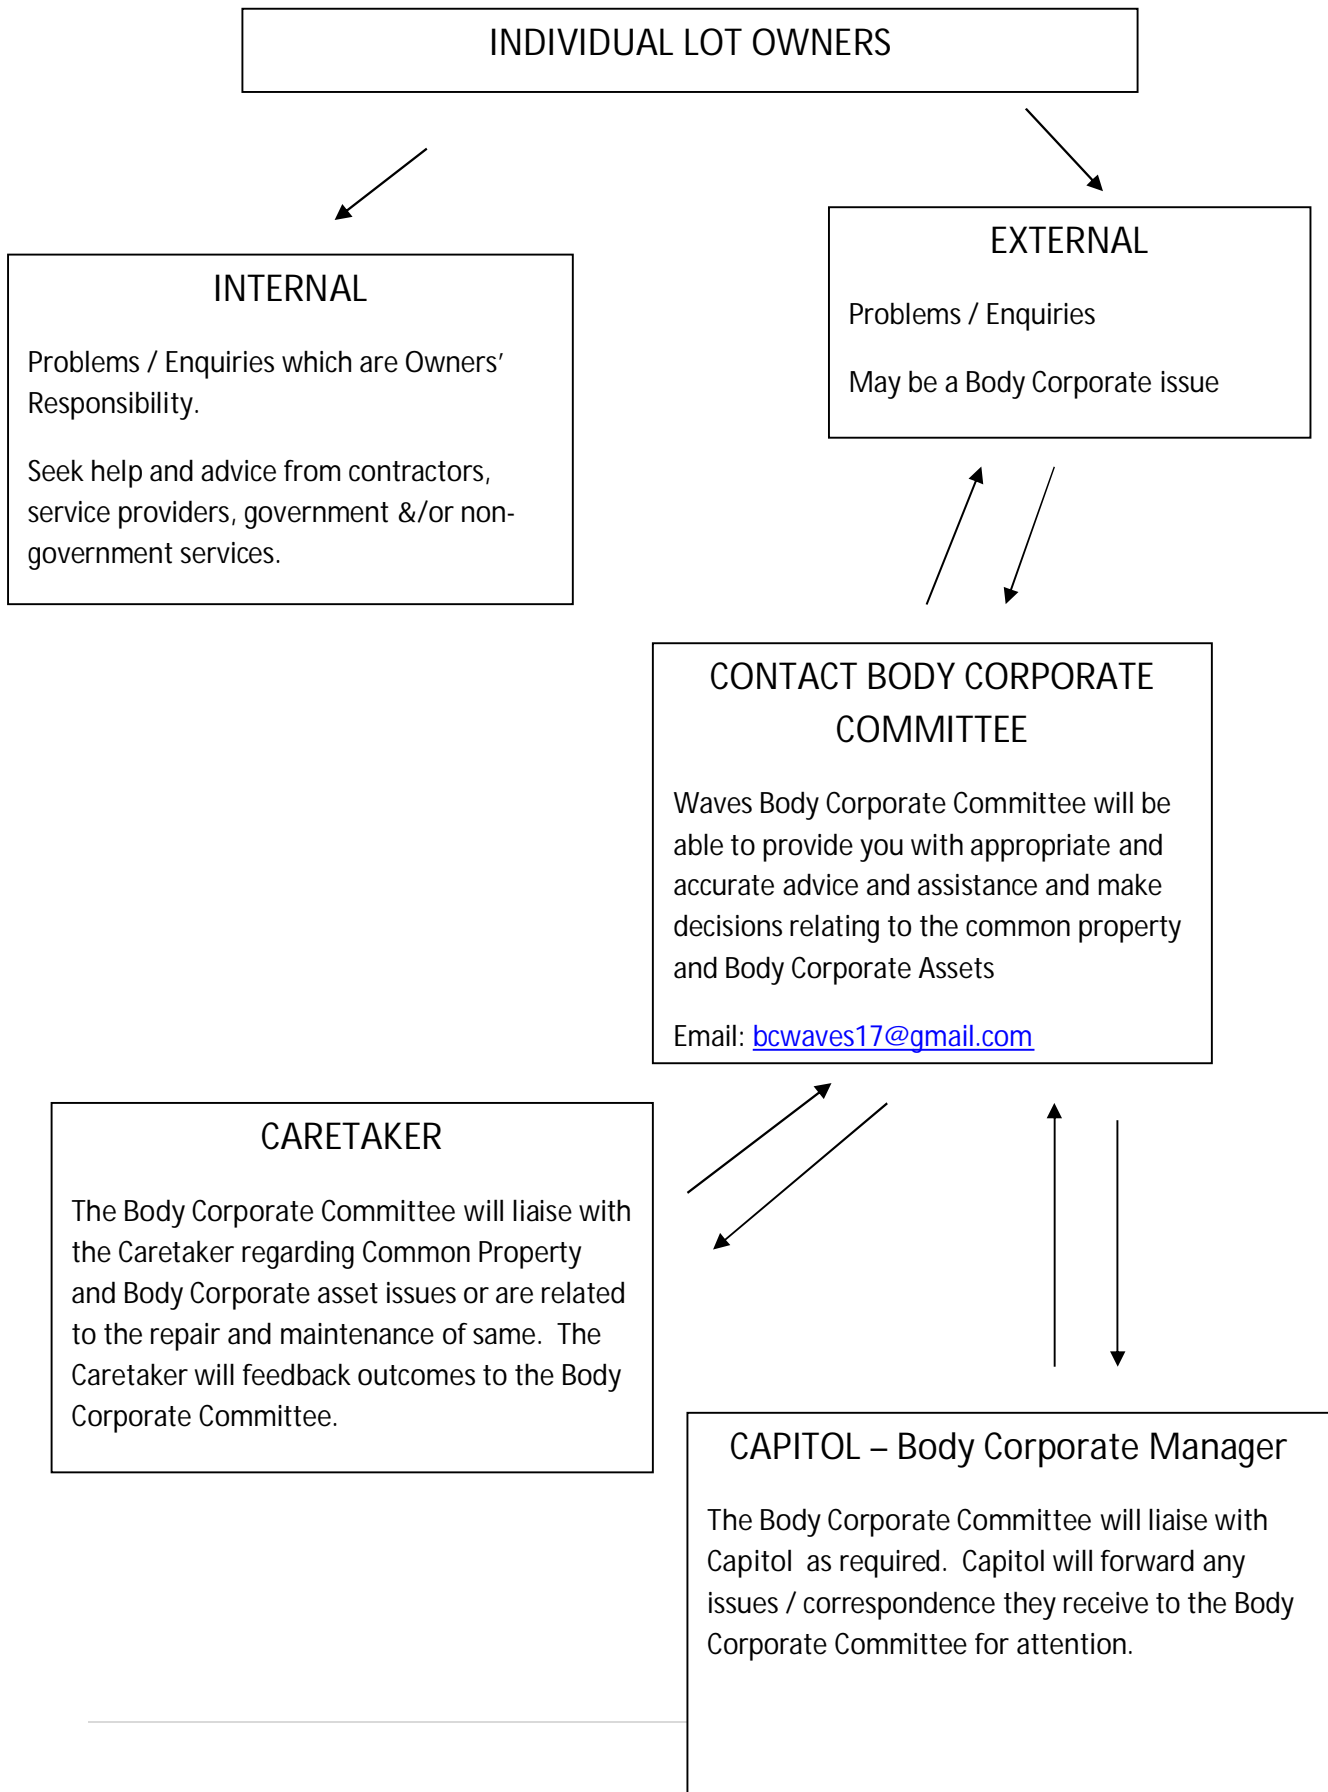 INDIVIDUAL LOT OWNERS
INTERNAL
Problems / Enquiries which are Owners’
Responsibility.
Seek help and advice from contractors,
service providers, government &/or non-
government services.
EXTERNAL
Problems / Enquiries
May be a Body Corporate issue
CONTACT BODY CORPORATE
COMMITTEE
Waves Body Corporate Committee will be
able to provide you with appropriate and
accurate advice and assistance and make
decisions relating to the common property
and Body Corporate Assets
Email: bcwaves17@gmail.com
CARETAKER
The Body Corporate Committee will liaise with
the Caretaker regarding Common Property
and Body Corporate asset issues or are related
to the repair and maintenance of same.  The
Caretaker will feedback outcomes to the Body
Corporate Committee.
CAPITOL – Body Corporate Manager
The Body Corporate Committee will liaise with
Capitol  as required.  Capitol will forward any
issues / correspondence they receive to the Body
Corporate Committee for attention.